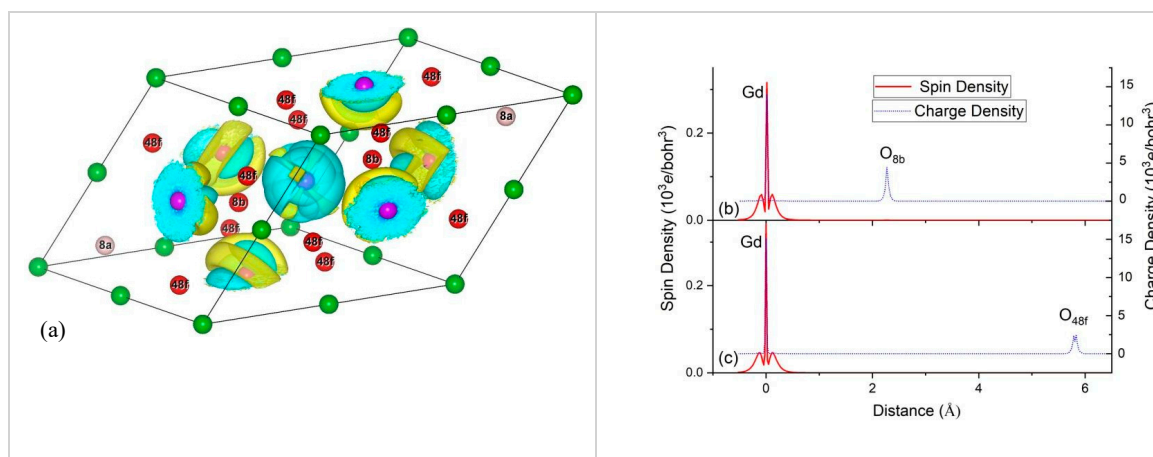 48f
48f
48f
8a
48f
48f
8b
48f
8b
48f
48f
48f
8a
48f
48f
(a)
Spin Density
Charge Density
Gd
O8b
(b)
Gd
O48f
(c)
0.2
0.0
0.2
0.0
15
10
5
0
15
10
5
0
0
2
4
6
Spin Density (10³e/bohr³)
Charge Density (10³e/bohr³)
Distance (Å)